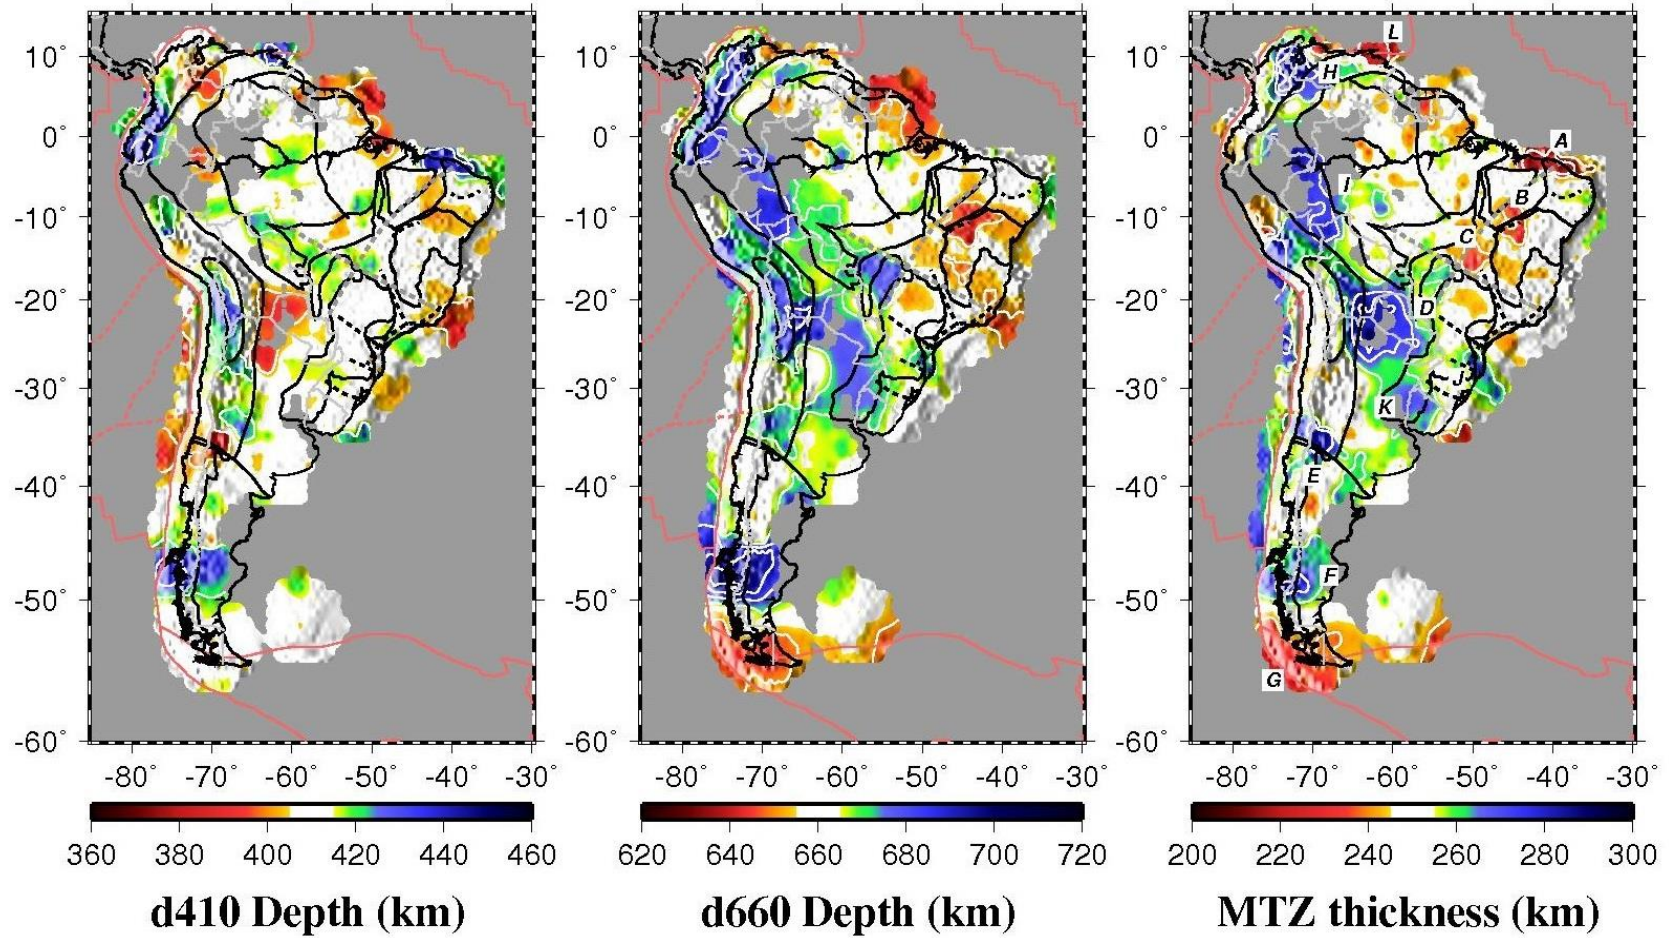 10° 10° 10°
0° 0° 0°
-10° -10° -10°
-20° -20° -20°
-30° -30° -30°
-40° -40° -40°
-50° -50° -50°
-60° -60° -60°
L
H
A
I
B
C
D
J
K
E
F
G
-80° -70° -60° -50° -40° -30° -80° -70° -60° -50° -40° -30° -80° -70° -60° -50° -40° -30°
360 380 400 420 440 460 620 640 660 680 700 720 200 220 240 260 280 300
d410 Depth (km) d660 Depth (km) MTZ thickness (km)